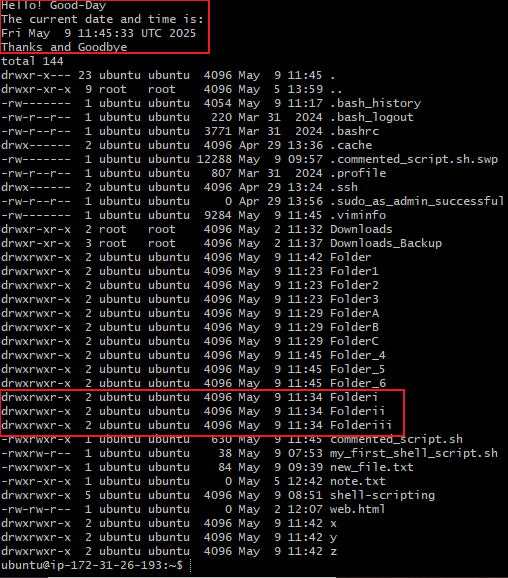 Hello! Good-Day
The current date and time is:
Fri May  9 11:45:33 UTC 2025
Thanks and Goodbye
total 144
drwxr-x--- 23 ubuntu ubuntu  4096 May  9 11:45 .
drwxr-xr-x  9 root   root    4096 May  5 13:59 ..
-rw-------  1 ubuntu ubuntu  4054 May  9 11:17 .bash_history
-rw-r--r--  1 ubuntu ubuntu   220 Mar 31  2024 .bash_logout
-rw-r--r--  1 ubuntu ubuntu  3771 Mar 31  2024 .bashrc
drwx------  2 ubuntu ubuntu  4096 Apr 29 13:36 .cache
-rw-------  1 ubuntu ubuntu 12288 May  9 09:57 .commented_script.sh.swp
-rw-r--r--  1 ubuntu ubuntu   807 Mar 31  2024 .profile
drwx------  2 ubuntu ubuntu  4096 Apr 29 13:24 .ssh
-rw-r--r--  1 ubuntu ubuntu     0 Apr 29 13:56 .sudo_as_admin_successful
-rw-------  1 ubuntu ubuntu  9284 May  9 11:45 .viminfo
drwxr-xr-x  2 root   root    4096 May  2 11:32 Downloads
drwxr-xr-x  3 root   root    4096 May  2 11:37 Downloads_Backup
drwxrwxr-x  2 ubuntu ubuntu  4096 May  9 11:42 Folder
drwxrwxr-x  2 ubuntu ubuntu  4096 May  9 11:23 Folder1
drwxrwxr-x  2 ubuntu ubuntu  4096 May  9 11:23 Folder2
drwxrwxr-x  2 ubuntu ubuntu  4096 May  9 11:23 Folder3
drwxrwxr-x  2 ubuntu ubuntu  4096 May  9 11:29 FolderA
drwxrwxr-x  2 ubuntu ubuntu  4096 May  9 11:29 FolderB
drwxrwxr-x  2 ubuntu ubuntu  4096 May  9 11:29 FolderC
drwxrwxr-x  2 ubuntu ubuntu  4096 May  9 11:45 Folder_4
drwxrwxr-x  2 ubuntu ubuntu  4096 May  9 11:45 Folder_5
drwxrwxr-x  2 ubuntu ubuntu  4096 May  9 11:45 Folder_6
drwxrwxr-x  2 ubuntu ubuntu  4096 May  9 11:34 Folderi
drwxrwxr-x  2 ubuntu ubuntu  4096 May  9 11:34 Folderii
drwxrwxr-x  2 ubuntu ubuntu  4096 May  9 11:34 Folderiii
-rwxrwxr-x  1 ubuntu ubuntu   630 May  9 11:45 commented_script.sh
-rwxrw-r--  1 ubuntu ubuntu    38 May  9 07:53 my_first_shell_script.sh
-rwxrwxr-x  1 ubuntu ubuntu    84 May  9 09:39 new_file.txt
-rwxr-xr-x  1 ubuntu ubuntu     0 May  5 12:42 note.txt
drwxrwxr-x  5 ubuntu ubuntu  4096 May  9 08:51 shell-scripting
-rw-rw-r--  1 ubuntu ubuntu     0 May  2 12:07 web.html
drwxrwxr-x  2 ubuntu ubuntu  4096 May  9 11:42 x
drwxrwxr-x  2 ubuntu ubuntu  4096 May  9 11:42 y
drwxrwxr-x  2 ubuntu ubuntu  4096 May  9 11:42 z
ubuntu@ip-172-31-26-193:~$